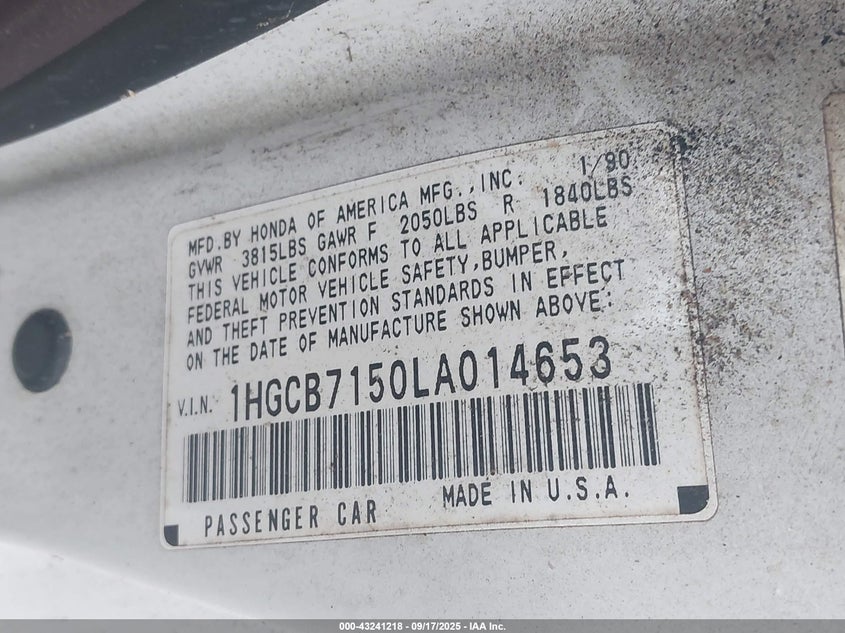 MFD.BY HONDA OF AMERICA MFG.,INC. 1/90
GVWR 3815LBS GAWR F 2050LBS R 1840LBS
THIS VEHICLE CONFORMS TO ALL APPLICABLE
FEDERAL MOTOR VEHICLE SAFETY,BUMPER,
AND THEFT PREVENTION STANDARDS IN EFFECT
ON THE DATE OF MANUFACTURE SHOWN ABOVE:
V.I.N. 1HGCB7150LA014653
PASSENGER CAR MADE IN U.S.A.
000-43241218 - 09/17/2025 - IAA Inc.